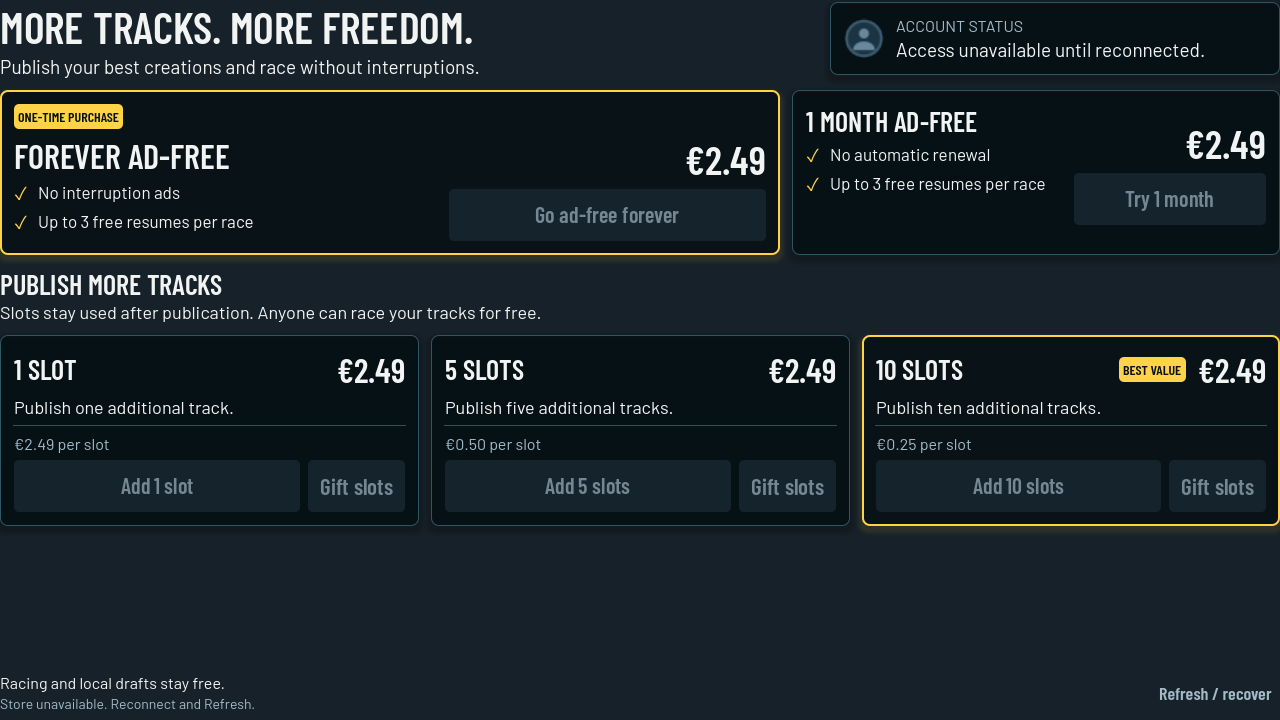 MORE TRACKS. MORE FREEDOM.
Publish your best creations and race without interruptions.
ACCOUNT STATUS
Access unavailable until reconnected.
ONE-TIME PURCHASE
FOREVER AD-FREE
€2.49
No interruption ads
Up to 3 free resumes per race
Go ad-free forever
1 MONTH AD-FREE
€2.49
No automatic renewal
Up to 3 free resumes per race
Try 1 month
PUBLISH MORE TRACKS
Slots stay used after publication. Anyone can race your tracks for free.
1 SLOT
€2.49
Publish one additional track.
€2.49 per slot
Add 1 slot
Gift slots
5 SLOTS
€2.49
Publish five additional tracks.
€0.50 per slot
Add 5 slots
Gift slots
10 SLOTS
BEST VALUE
€2.49
Publish ten additional tracks.
€0.25 per slot
Add 10 slots
Gift slots
Racing and local drafts stay free.
Store unavailable. Reconnect and Refresh.
Refresh / recover